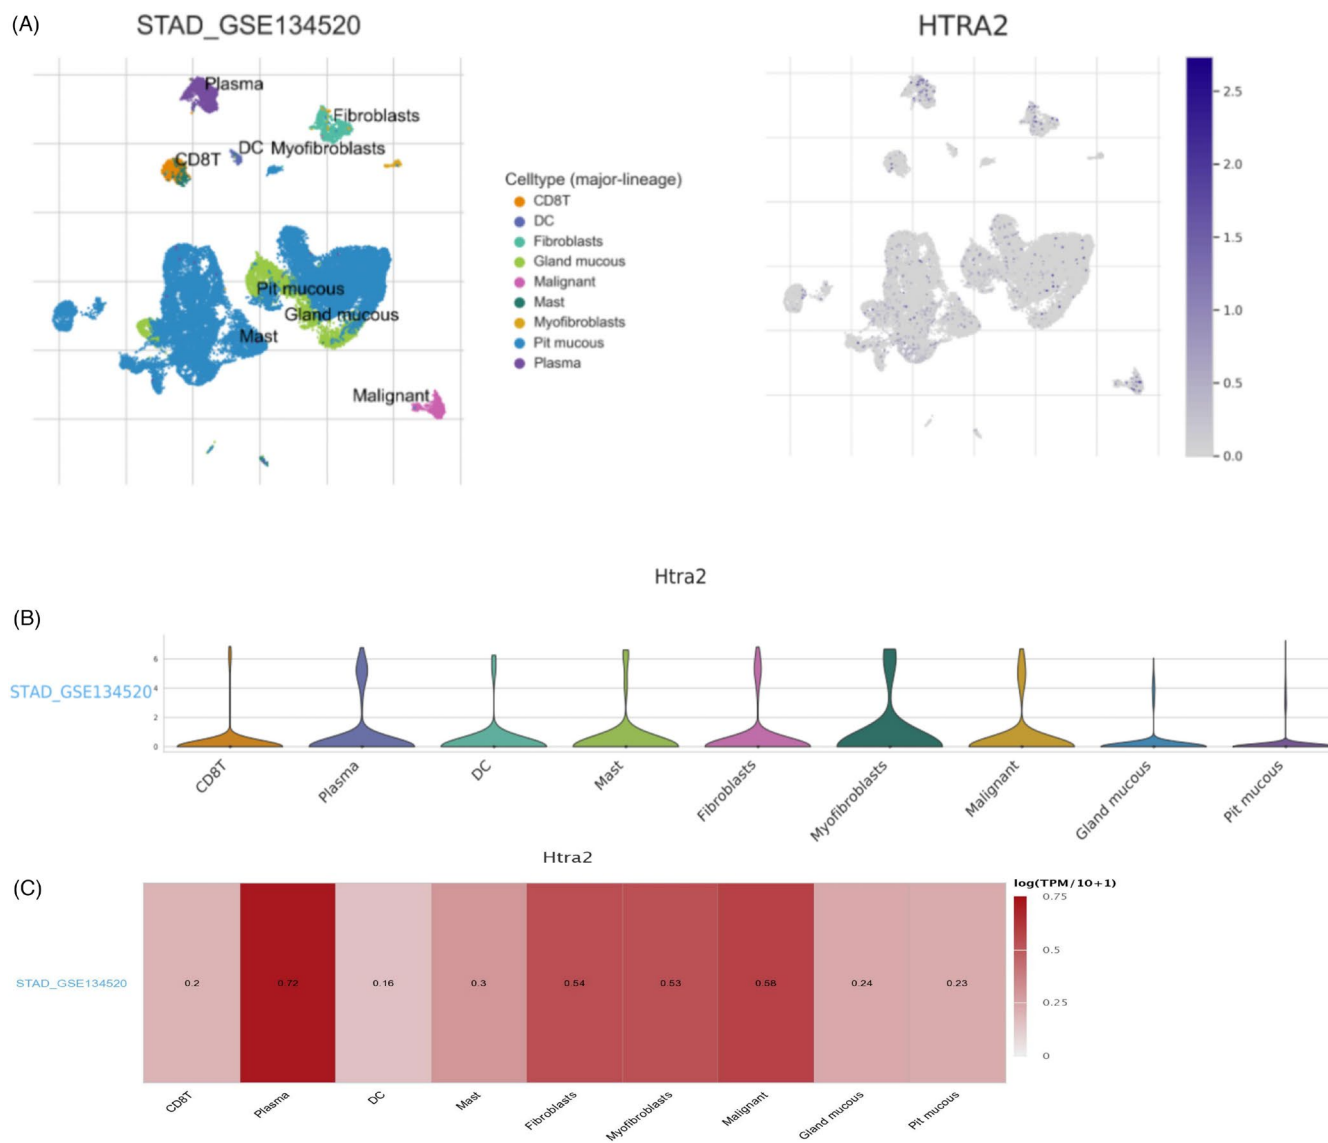 (A)
STAD_GSE134520
HTRA2
Plasma
Fibroblasts
DC
Myofibroblasts
CD8T
Pit mucous
Gland mucous
Mast
Malignant
Celltype (major-lineage)
CD8T
DC
Fibroblasts
Gland mucous
Malignant
Mast
Myofibroblasts
Pit mucous
Plasma
2.5
2.0
1.5
1.0
0.5
0.0
Htra2
(B)
STAD_GSE134520
6
4
2
0
CD8T
Plasma
DC
Mast
Fibroblasts
Myofibroblasts
Malignant
Gland mucous
Pit mucous
Htra2
(C)
STAD_GSE134520
0.2
0.72
0.16
0.3
0.54
0.53
0.58
0.24
0.23
CD8T
Plasma
DC
Mast
Fibroblasts
Myofibroblasts
Malignant
Gland mucous
Pit mucous
log(TPM/10+1)
0.75
0.5
0.25
0